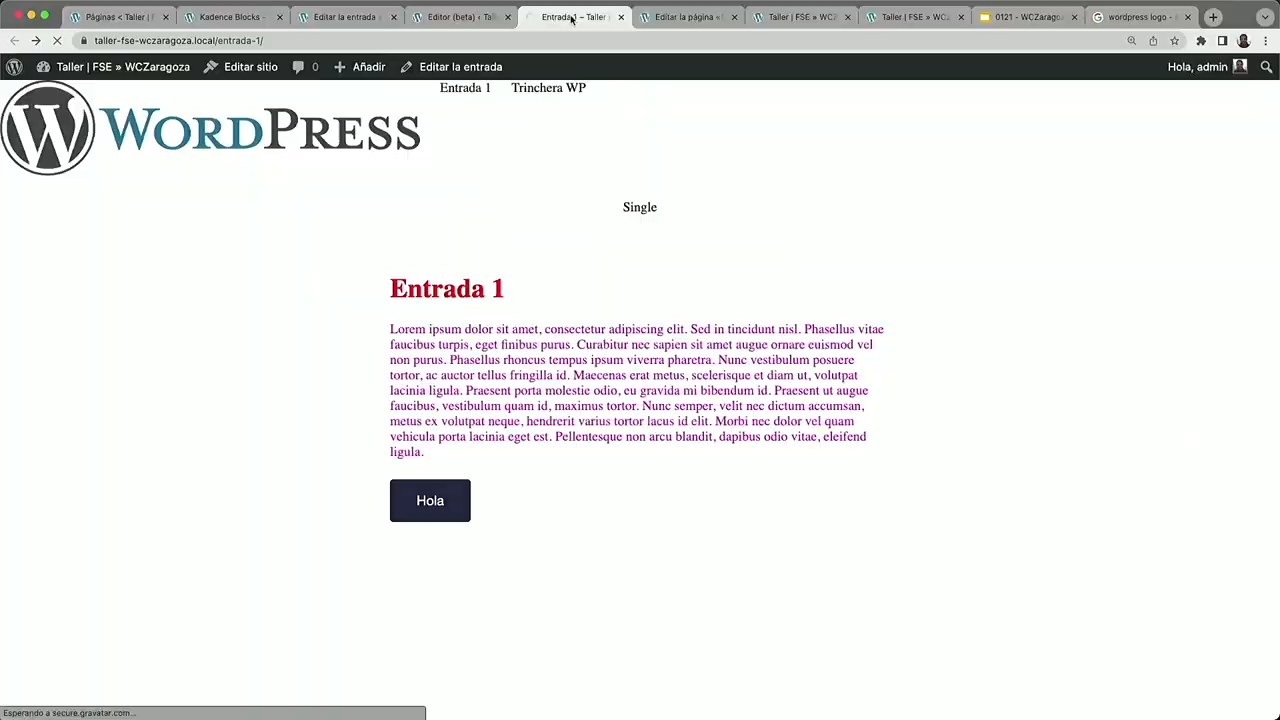 Páginas ‹ Taller |
Kadence Blocks -
Editar la entrada
Editor (beta) ‹ Ta
Entrada 1 – Taller
Editar la página
Taller | FSE » WCZ
Taller | FSE » WC
0121 - WCZarag
wordpress logo -
taller-fse-wczaragoza.local/entrada-1/
Taller | FSE » WCZaragoza
Editar sitio
0
Añadir
Editar la entrada
Hola, admin
WORDPRESS
Entrada 1
Trinchera WP
Single
Entrada 1
Lorem ipsum dolor sit amet, consectetur adipiscing elit. Sed in tincidunt nisl. Phasellus vitae
faucibus turpis, eget finibus purus. Curabitur nec sapien sit amet augue ornare euismod vel
non purus. Phasellus rhoncus tempus ipsum viverra pharetra. Nunc vestibulum posuere
tortor, ac auctor tellus fringilla id. Maecenas erat metus, scelerisque et diam ut, volutpat
lacinia ligula. Praesent porta molestie odio, eu gravida mi bibendum id. Praesent ut augue
faucibus, vestibulum quam id, maximus tortor. Nunc semper, velit nec dictum accumsan,
metus ex volutpat neque, hendrerit varius tortor lacus id elit. Morbi nec dolor vel quam
vehicula porta lacinia eget est. Pellentesque non arcu blandit, dapibus odio vitae, eleifend
ligula.
Hola
Esperando a secure.gravatar.com...